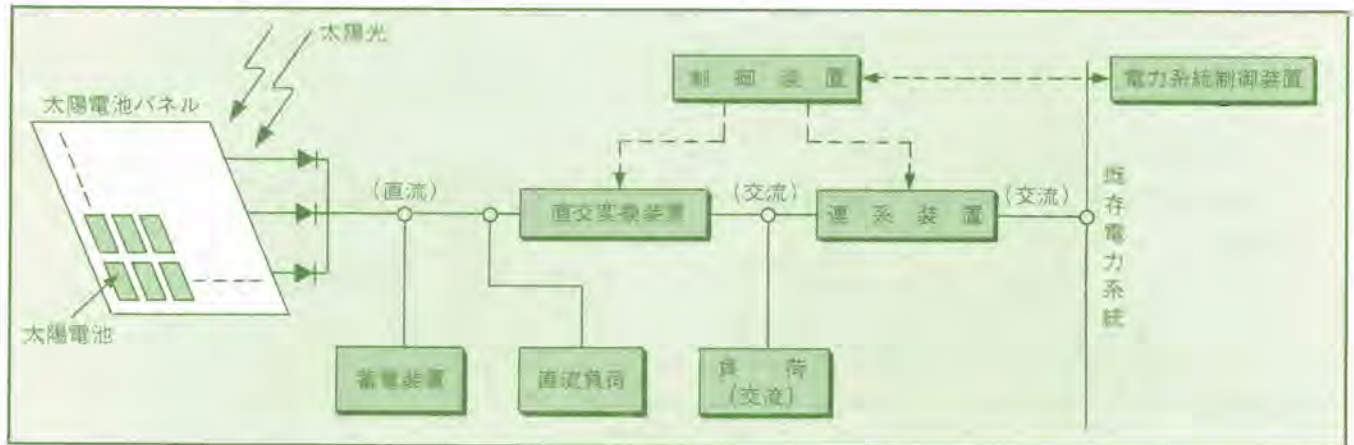 太陽光
制御装置
電力系統制御装置
太陽電池パネル
(直流)
直交変換装置
(交流)
連系装置
(交流)
既存電力系統
太陽電池
蓄電装置
直流負荷
負荷
(交流)